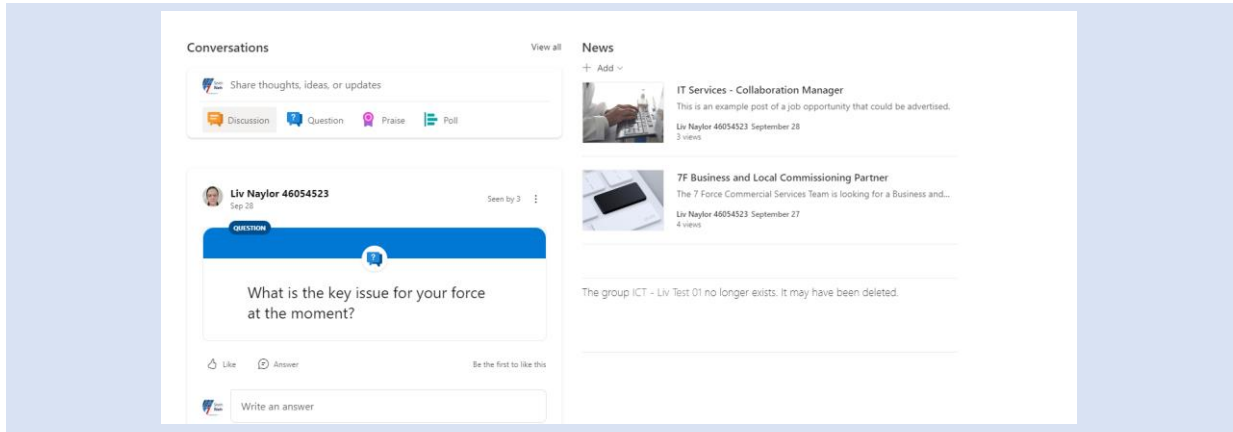 Conversations
View all
Share thoughts, ideas, or updates
Discussion
Question
Praise
Poll
Liv Naylor 46054523
Sep 28
Seen by 3
QUESTION
What is the key issue for your force
at the moment?
Like
Answer
Be the first to like this
Write an answer
News
+ Add
IT Services - Collaboration Manager
This is an example post of a job opportunity that could be advertised.
Liv Naylor 46054523 September 28
3 views
7F Business and Local Commissioning Partner
The 7 Force Commercial Services Team is looking for a Business and...
Liv Naylor 46054523 September 27
4 views
The group ICT - Liv Test 01 no longer exists. It may have been deleted.